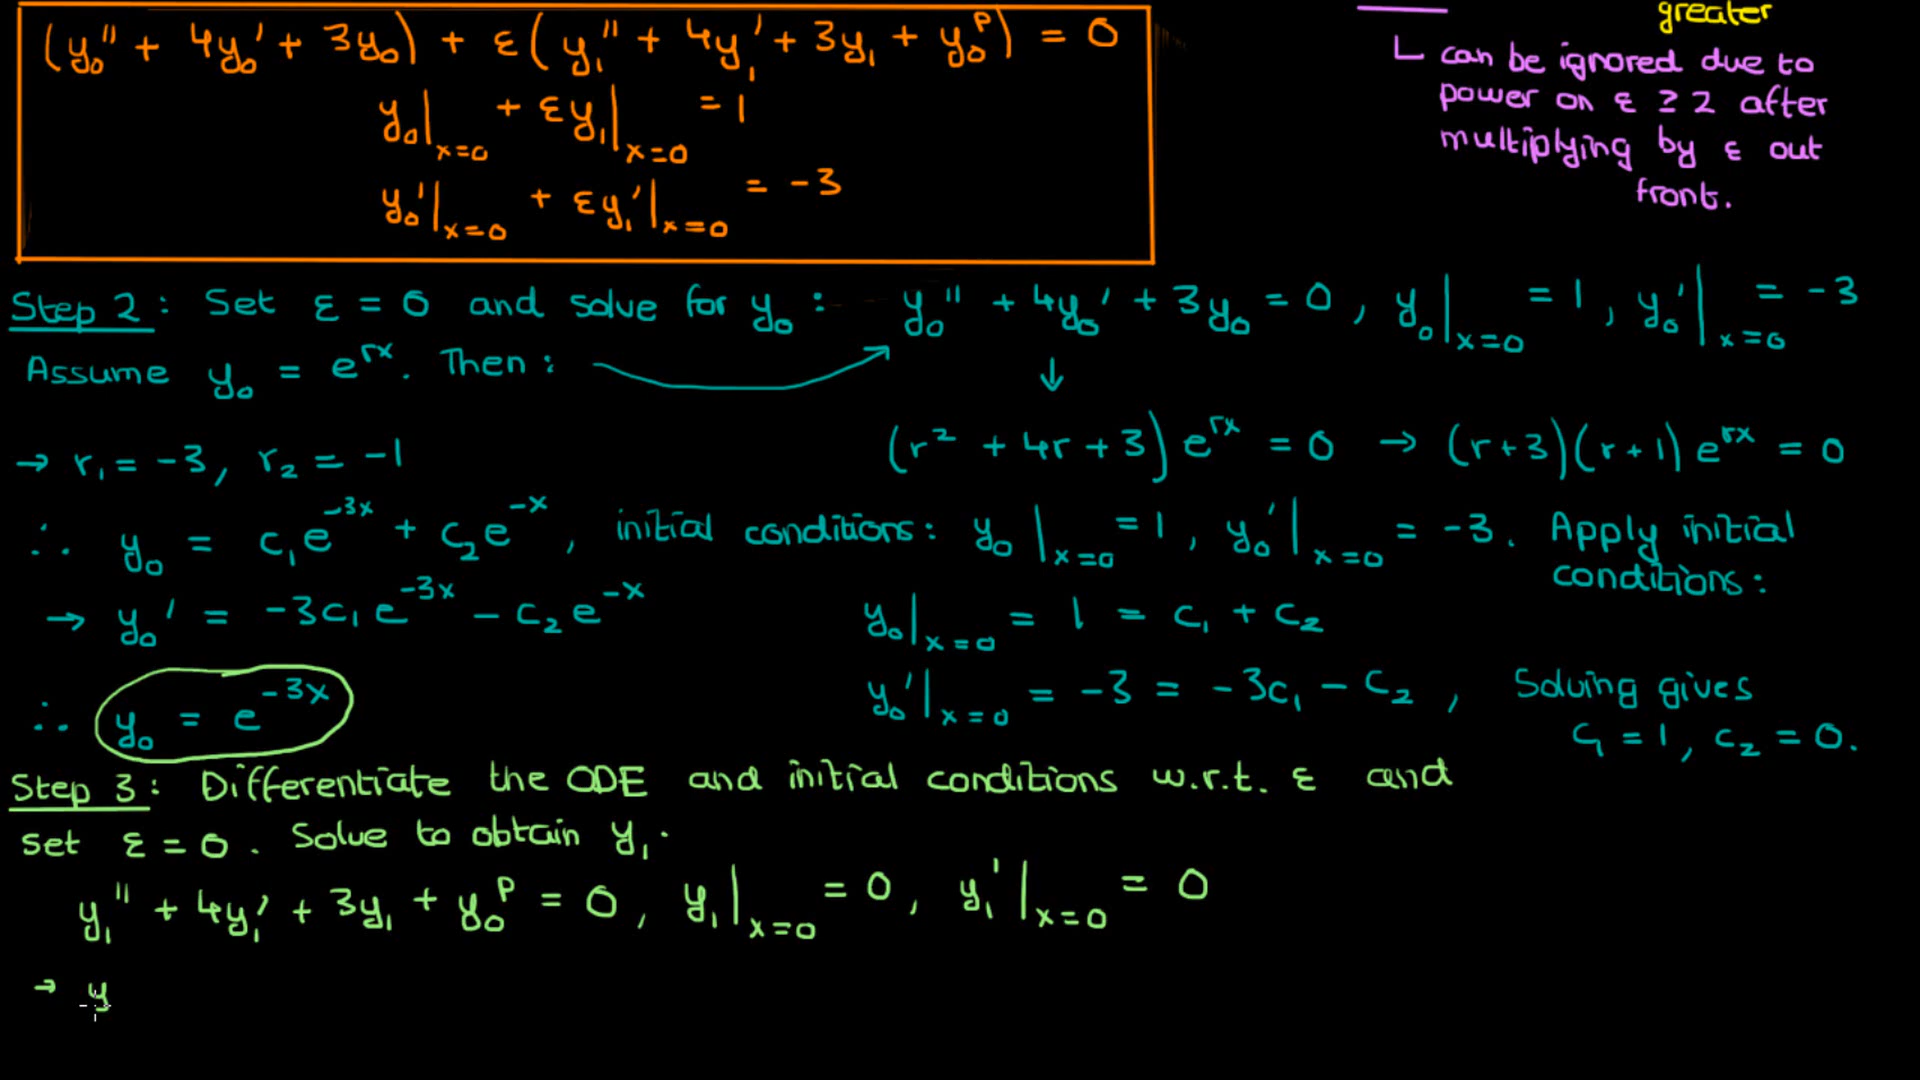 (y₀'' + 4y₀' + 3y₀) + ε(y₁'' + 4y₁' + 3y₁ + y₀ᴾ) = 0
y₀|ₓ₌₀ + εy₁|ₓ₌₀ = 1
y₀'|ₓ₌₀ + εy₁'|ₓ₌₀ = -3
greater
can be ignored due to
power on ε ≥ 2 after
multiplying by ε out
front.
Step 2: Set ε = 0 and solve for y₀: y₀'' + 4y₀' + 3y₀ = 0, y₀|ₓ₌₀ = 1, y₀'|ₓ₌₀ = -3
Assume y₀ = eʳˣ. Then:
↓
(r² + 4r + 3)eʳˣ = 0 → (r+3)(r+1)eʳˣ = 0
→ r₁ = -3, r₂ = -1
∴ y₀ = c₁e⁻³ˣ + c₂e⁻ˣ, initial conditions: y₀|ₓ₌₀ = 1, y₀'|ₓ₌₀ = -3. Apply initial
conditions:
→ y₀' = -3c₁e⁻³ˣ - c₂e⁻ˣ
y₀|ₓ₌₀ = 1 = c₁ + c₂
y₀'|ₓ₌₀ = -3 = -3c₁ - c₂, Solving gives
c₁ = 1, c₂ = 0.
∴ y₀ = e⁻³ˣ
Step 3: Differentiate the ODE and initial conditions w.r.t. ε and
set ε = 0. Solve to obtain y₁.
y₁'' + 4y₁' + 3y₁ + y₀ᴾ = 0, y₁|ₓ₌₀ = 0, y₁'|ₓ₌₀ = 0
→ y